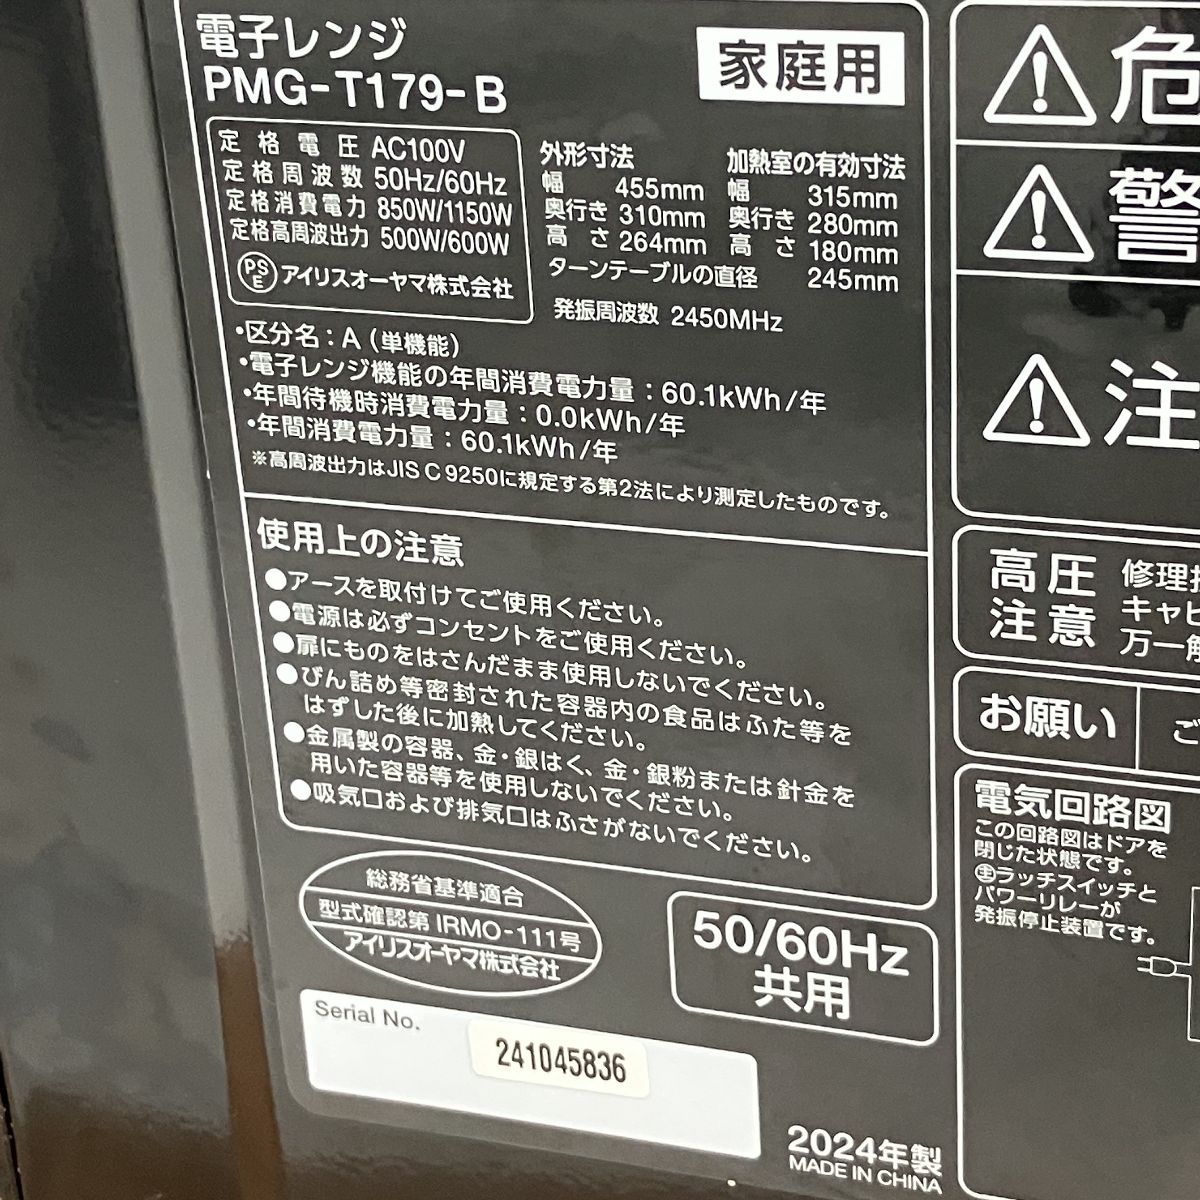 電子レンジ
PMG-T179-B
家庭用
定格電圧 AC100V
定格周波数 50Hz/60Hz
定格消費電力 850W/1150W
定格高周波出力 500W/600W
PSE アイリスオーヤマ株式会社
外形寸法
幅 455mm
奥行き 310mm
高さ 264mm
加熱室の有効寸法
幅 315mm
奥行き 280mm
高さ 180mm
ターンテーブルの直径 245mm
発振周波数 2450MHz
・区分名：A（単機能）
・電子レンジ機能の年間消費電力量：60.1kWh/年
・年間待機時消費電力量：0.0kWh/年
・年間消費電力量：60.1kWh/年
※高周波出力はJIS C 9250に規定する第2法により測定したものです。
使用上の注意
●アースを取付けてご使用ください。
●電源は必ずコンセントをご使用ください。
●扉にものをはさんだまま使用しないでください。
●びん詰め等密封された容器内の食品はふた等を
はずした後に加熱してください。
●金属製の容器、金・銀はく、金・銀粉または針金を
用いた容器等を使用しないでください。
●吸気口および排気口はふさがないでください。
総務省基準適合
型式確認第 IRMO-111号
アイリスオーヤマ株式会社
50/60Hz
共用
Serial No.
241045836
2024年製
MADE IN CHINA
危
警
注
高圧
注意
修理
キャビ
万一
お願い
ご
電気回路図
この回路図はドアを
閉じた状態です。
㊟ラッチスイッチと
パワーリレーが
発振停止装置です。